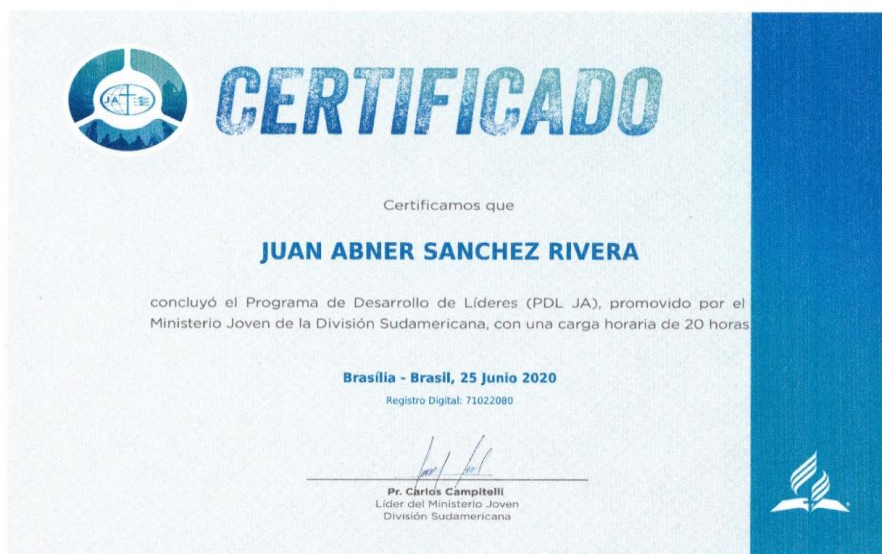 JA
CERTIFICADO
Certificamos que
JUAN ABNER SANCHEZ RIVERA
concluyó el Programa de Desarrollo de Líderes (PDL JA), promovido por el
Ministerio Joven de la División Sudamericana, con una carga horaria de 20 horas
Brasília - Brasil, 25 Junio 2020
Registro Digital: 71022080
Pr. Carlos Campitelli
Líder del Ministerio Joven
División Sudamericana